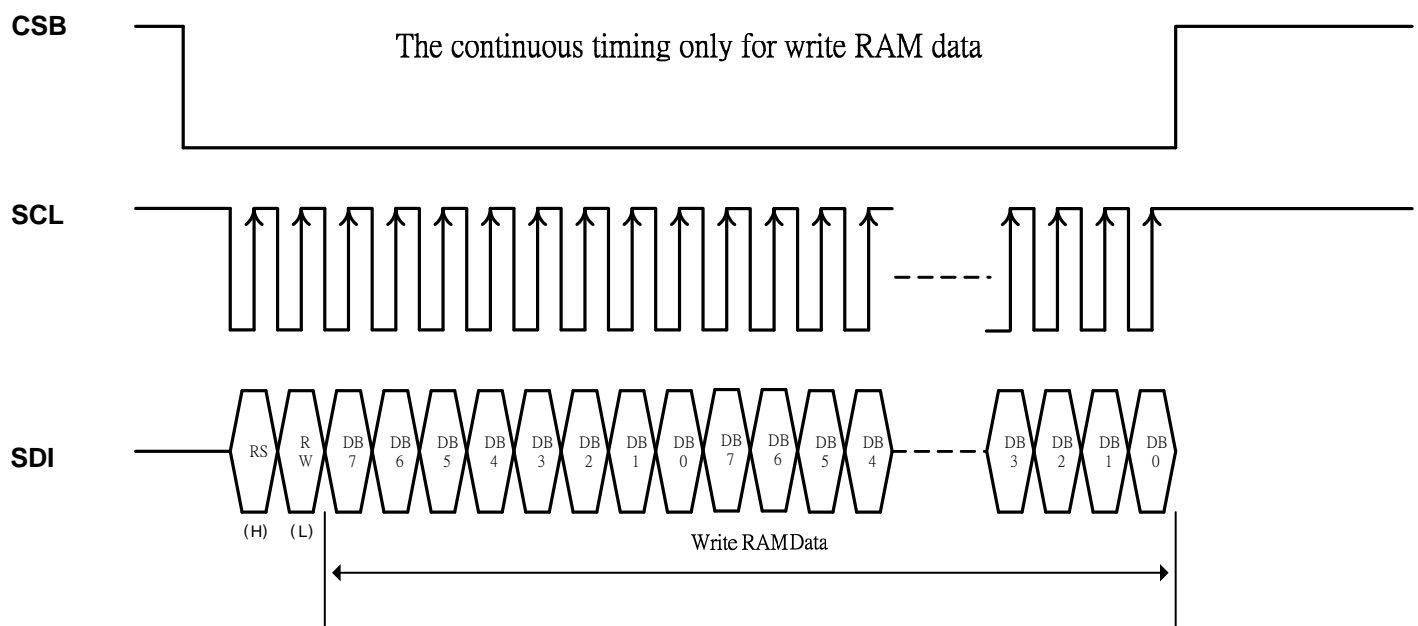 CSB
The continuous timing only for write RAM data
SCL
SDI
RS
R
W
DB
7
DB
6
DB
5
DB
4
DB
3
DB
2
DB
1
DB
0
DB
7
DB
6
DB
5
DB
4
DB
3
DB
2
DB
1
DB
0
(H) (L)
Write RAM Data